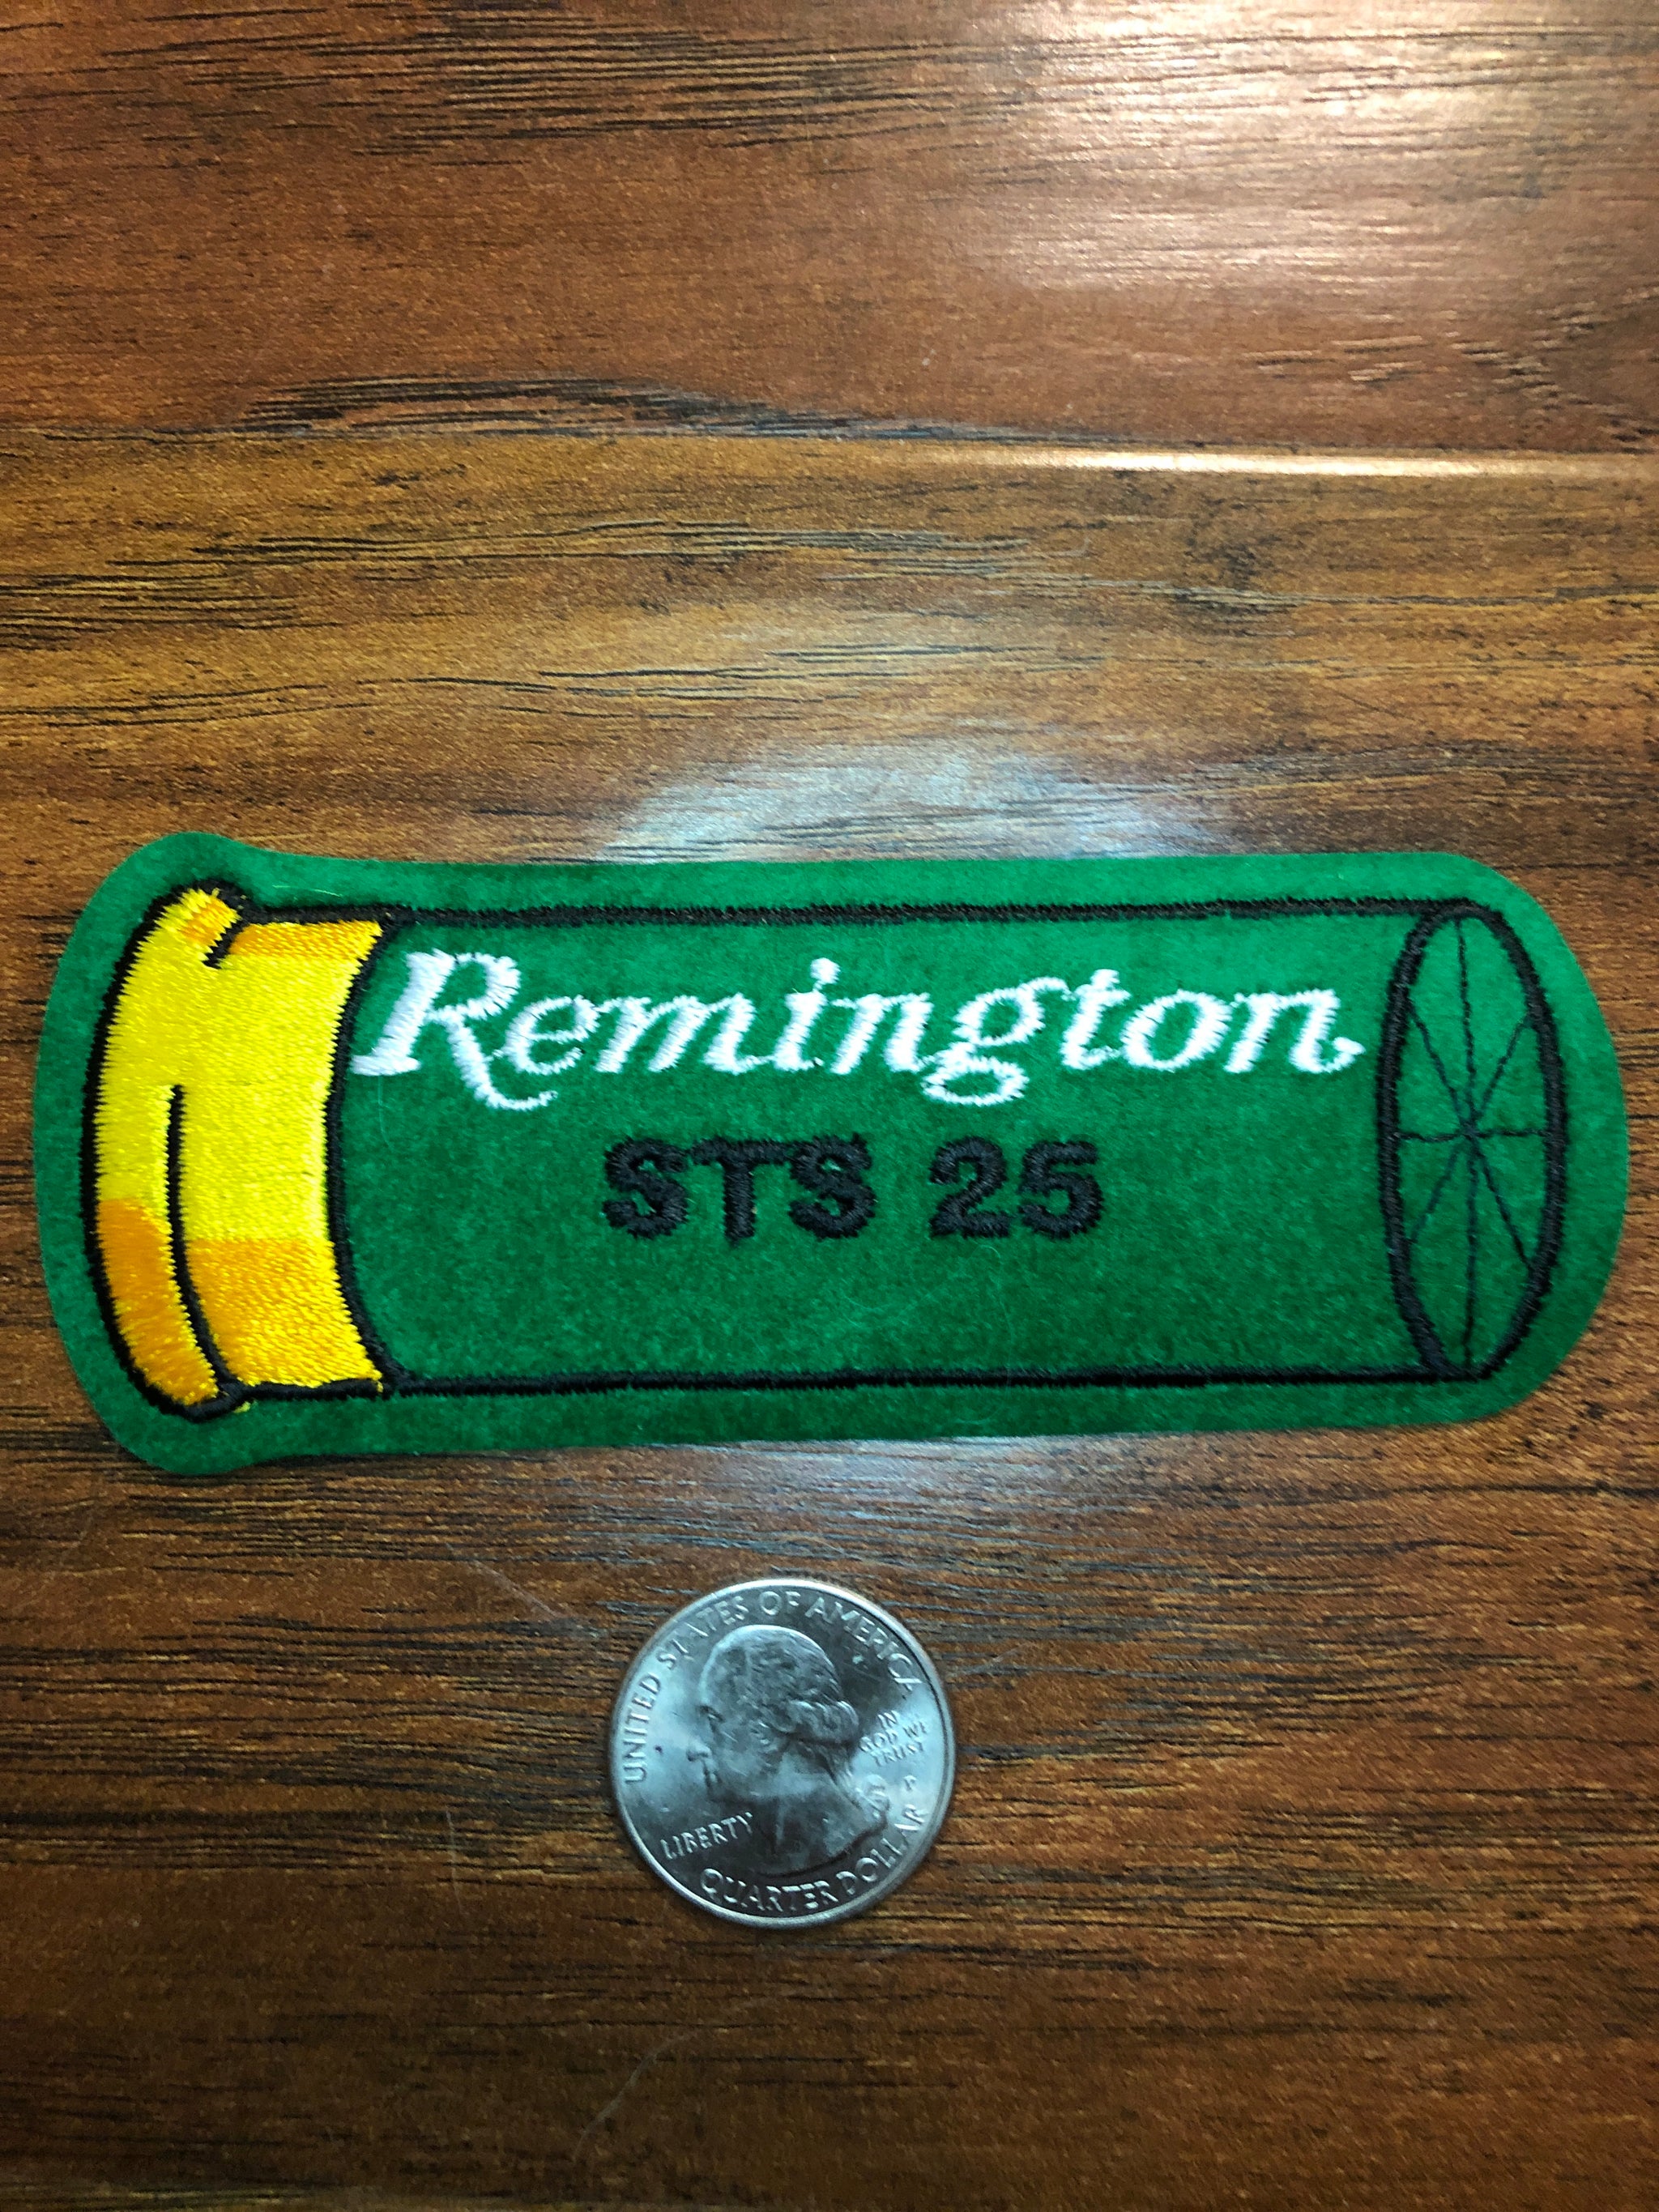 Remington
STS 25
UNITED STATES OF AMERICA
IN
GOD WE
TRUST
LIBERTY
QUARTER DOLLAR